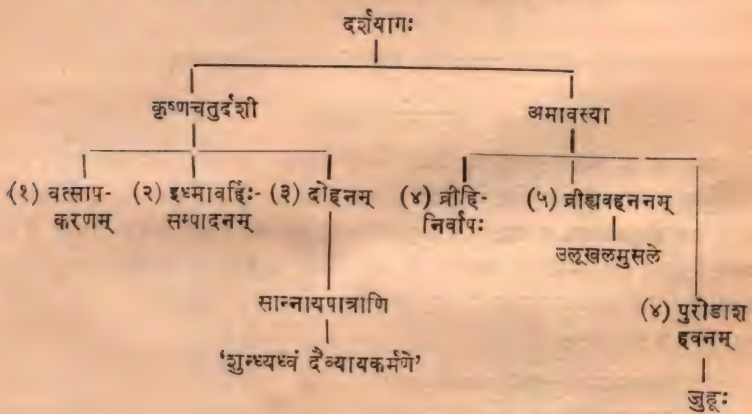 दर्शयागः
कृष्णचतुर्दशी अमावस्या
(१) वत्साप- (२) इध्माबर्हिः- (३) दोहनम् (४) व्रीहि- (५) व्रीह्यवहननम्
करणम् सम्पादनम् निर्वापः
उलूखलमुसले
सान्नायपात्राणि (४) पुरोडाश
हवनम्
'शुन्ध्यध्वं दैव्यायकर्मणे'
जुहूः